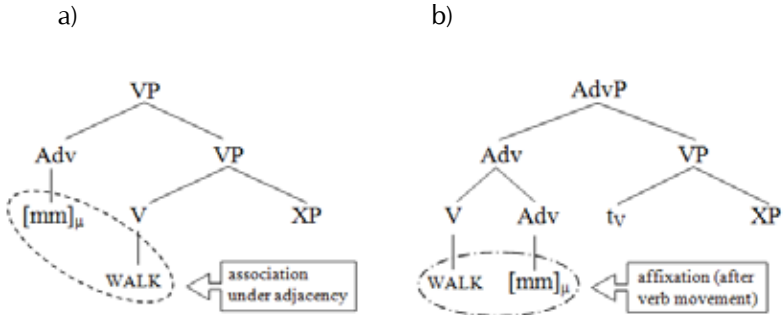 a) b)
VP AdvP
Adv VP Adv VP
[mm]μ V XP V Adv tV XP
WALK association under adjacency WALK [mm]μ affixation (after verb movement)